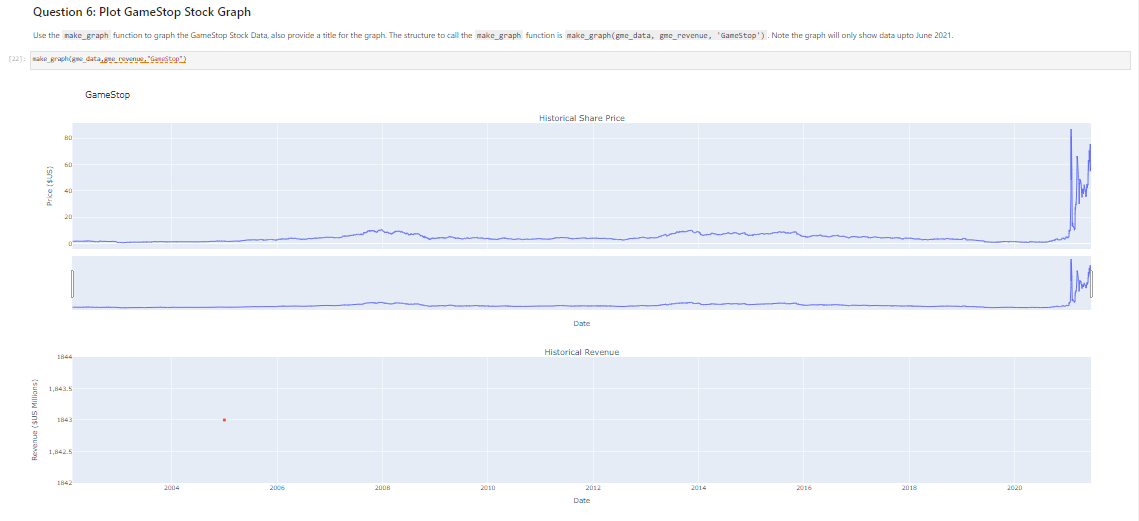 Question 6: Plot GameStop Stock Graph
Use the make_graph function to graph the GameStop Stock Data, also provide a title for the graph. The structure to call the make_graph function is make_graph(gme_data, gme_revenue, 'GameStop') . Note the graph will only show data upto June 2021.
[22]: make_graph(gme_data,gme_revenue,"GameStop")
GameStop
Historical Share Price
Price ($US)
80
60
40
20
0
Date
Historical Revenue
Revenue ($US Millions)
1844
1,843.5
1843
1,842.5
1842
2004 2006 2008 2010 2012 2014 2016 2018 2020
Date